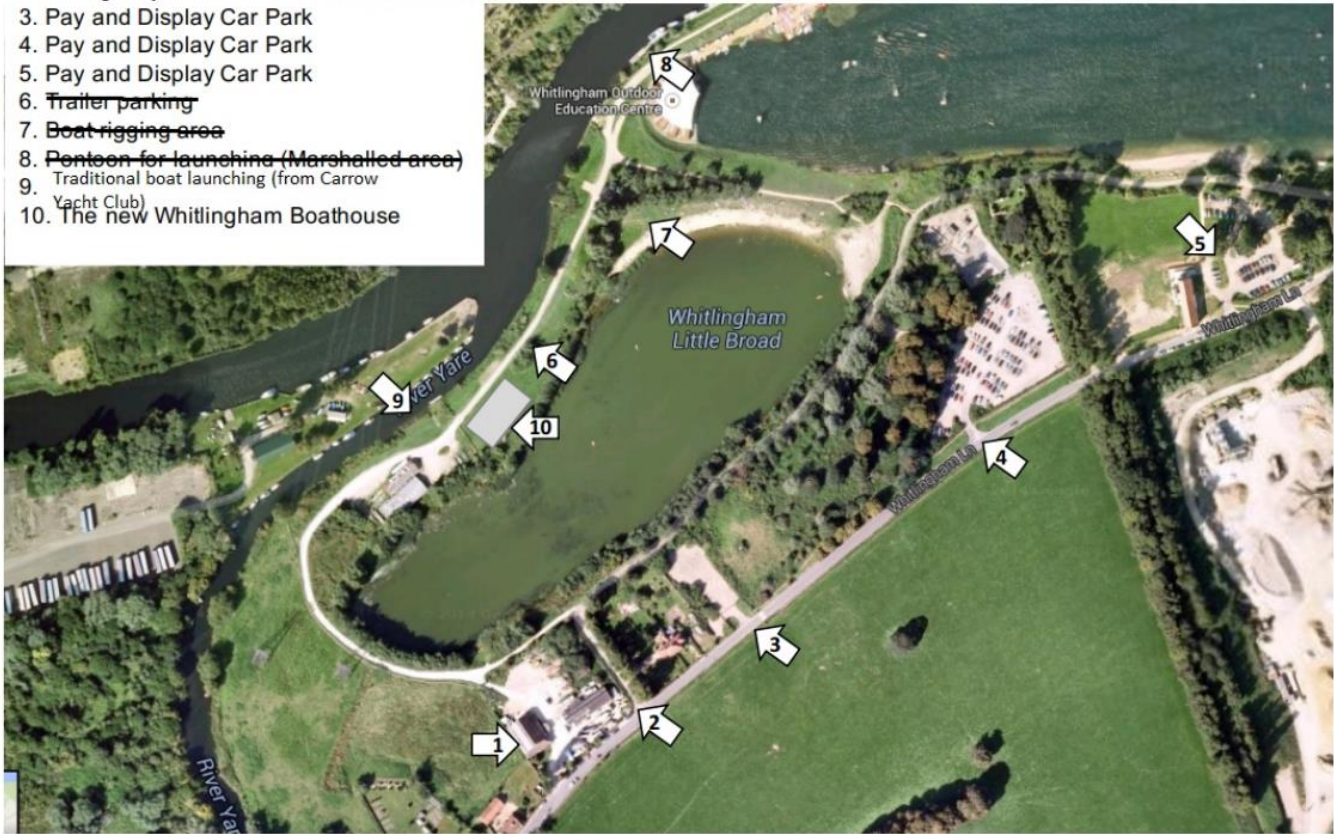 3. Pay and Display Car Park
4. Pay and Display Car Park
5. Pay and Display Car Park
6. Trailer parking
7. Boat rigging area
8. Pontoon for launching (Marshalled area)
9. Traditional boat launching (from Carrow
Yacht Club)
10. The new Whitlingham Boathouse
8
Whitlingham Outdoor
Education Centre
7
5
Whitlingham Ln
Whitlingham
Little Broad
6
9
River Yare
10
4
Whitlingham Ln
3
2
1
River